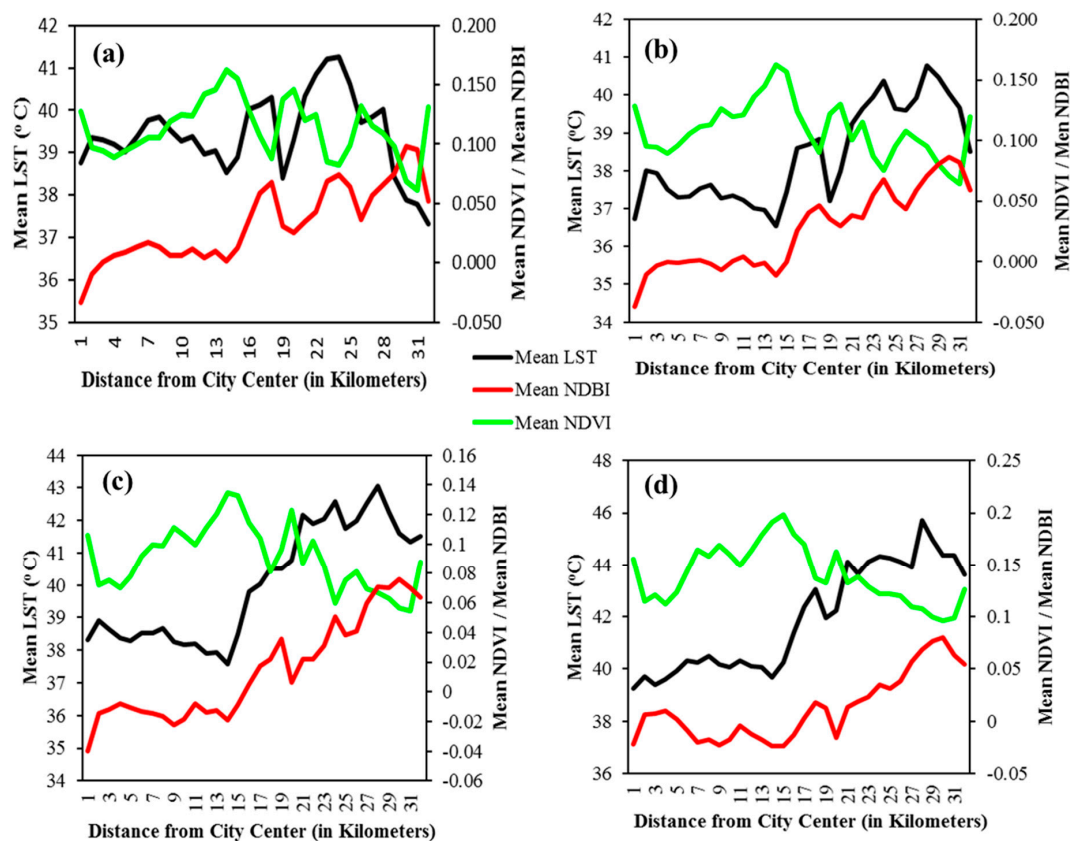 (a)
42
41
40
39
38
37
36
35
Mean LST (º C)
0.200
0.150
0.100
0.050
0.000
-0.050
Mean NDVI / Mean NDBI
1 4 7 10 13 16 19 22 25 28 31
Distance from City Center (in Kilometers)
(b)
42
41
40
39
38
37
36
35
34
Mean LST (º C)
0.200
0.150
0.100
0.050
0.000
-0.050
Mean NDVI / Men NDBI
1 3 5 7 9 11 13 15 17 19 21 23 25 27 29 31
Distance from City Center (in Kilometers)
Mean LST
Mean NDBI
Mean NDVI
(c)
44
43
42
41
40
39
38
37
36
35
34
Mean LST (º C)
0.16
0.14
0.12
0.1
0.08
0.06
0.04
0.02
0
-0.02
-0.04
-0.06
Mean NDVI / Mean NDBI
1 3 5 7 9 11 13 15 17 19 21 23 25 27 29 31
Distance from City Center (in Kilometers)
(d)
48
46
44
42
40
38
36
Mean LST (º C)
0.25
0.2
0.15
0.1
0.05
0
-0.05
Mean NDVI / Mean NDBI
1 3 5 7 9 11 13 15 17 19 21 23 25 27 29 31
Distance from City Center (in Kilometers)